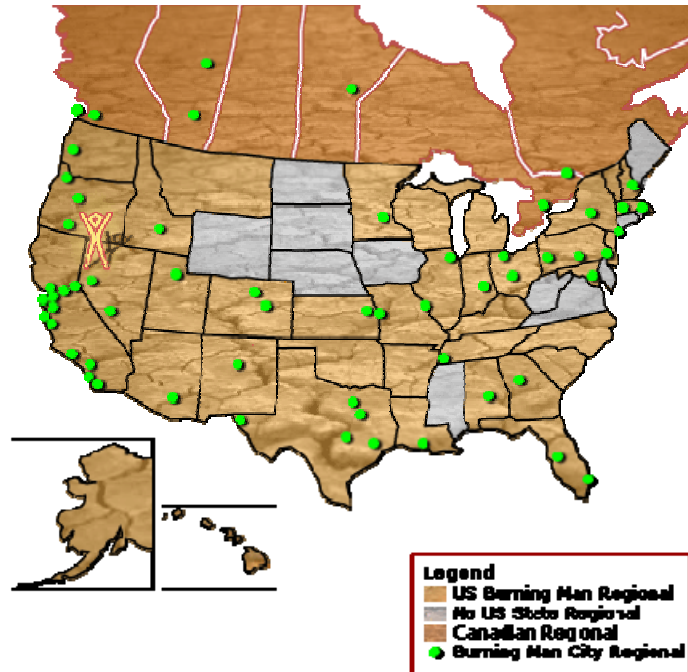 Legend
US Burning Man Regional
No US State Regional
Canadian Regional
Burning Man City Regional